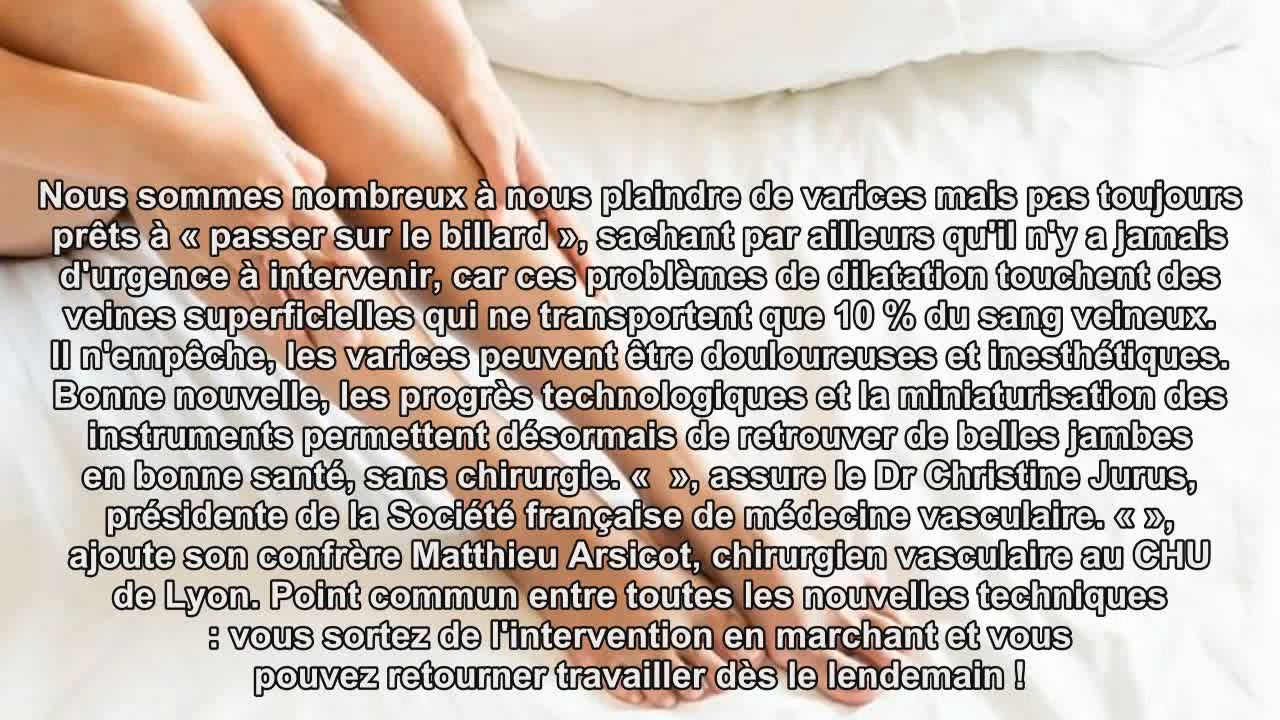 Nous sommes nombreux à nous plaindre de varices mais pas toujours
prêts à « passer sur le billard », sachant par ailleurs qu'il n'y a jamais
d'urgence à intervenir, car ces problèmes de dilatation touchent des
veines superficielles qui ne transportent que 10 % du sang veineux.
Il n'empêche, les varices peuvent être douloureuses et inesthétiques.
Bonne nouvelle, les progrès technologiques et la miniaturisation des
instruments permettent désormais de retrouver de belles jambes
en bonne santé, sans chirurgie. «  », assure le Dr Christine Jurus,
présidente de la Société française de médecine vasculaire. « »,
ajoute son confrère Matthieu Arsicot, chirurgien vasculaire au CHU
de Lyon. Point commun entre toutes les nouvelles techniques
: vous sortez de l'intervention en marchant et vous
pouvez retourner travailler dès le lendemain !